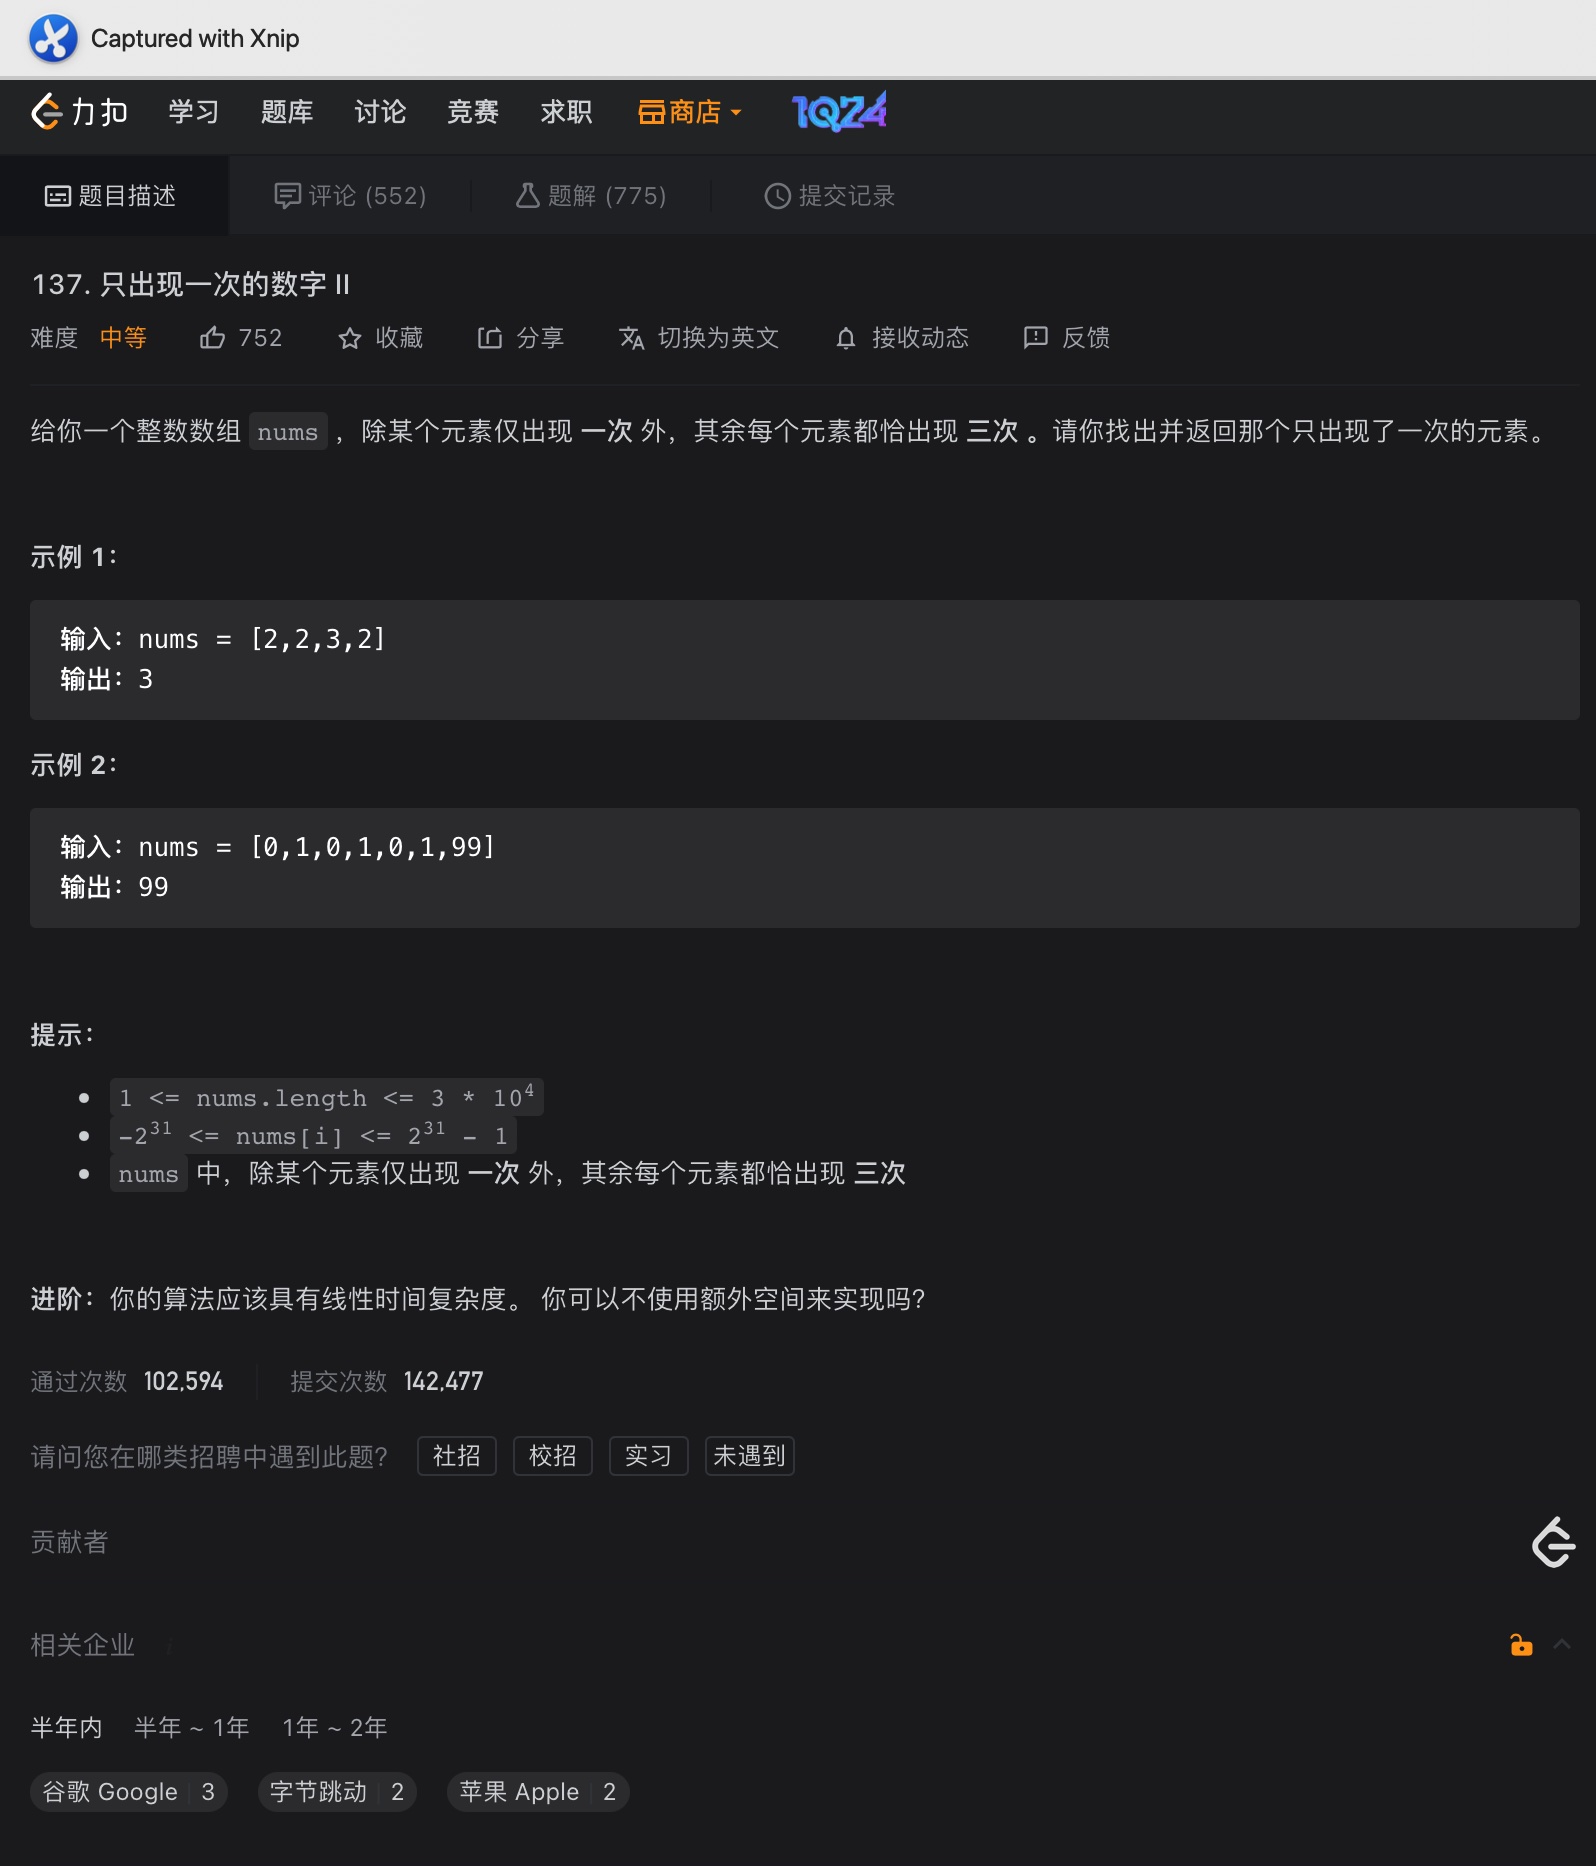 Captured with Xnip
力扣 学习 题库 讨论 竞赛 求职 商店 1024
题目描述 评论 (552) 题解 (775) 提交记录
137. 只出现一次的数字 II
难度 中等 752 收藏 分享 切换为英文 接收动态 反馈
给你一个整数数组 nums ，除某个元素仅出现 一次 外，其余每个元素都恰出现 三次 。请你找出并返回那个只出现了一次的元素。
示例 1：
输入：nums = [2,2,3,2]
输出：3
示例 2：
输入：nums = [0,1,0,1,0,1,99]
输出：99
提示：
1 <= nums.length <= 3 * 10⁴
-2³¹ <= nums[i] <= 2³¹ - 1
nums 中，除某个元素仅出现 一次 外，其余每个元素都恰出现 三次
进阶：你的算法应该具有线性时间复杂度。 你可以不使用额外空间来实现吗？
通过次数 102,594 提交次数 142,477
请问您在哪类招聘中遇到此题？ 社招 校招 实习 未遇到
贡献者
相关企业
半年内 半年 ~ 1年 1年 ~ 2年
谷歌 Google 3 字节跳动 2 苹果 Apple 2